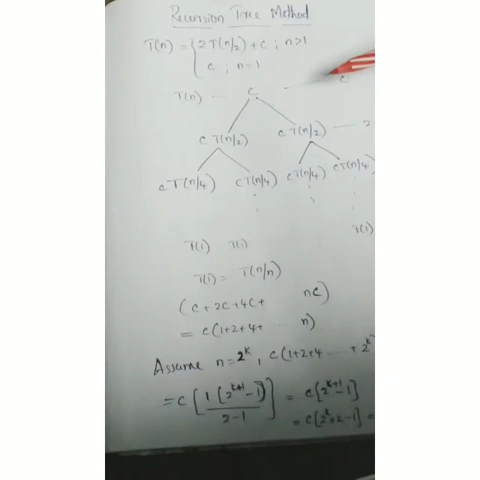 Recursion Tree Method
T(n) = { 2T(n/2) + c ; n>1
c ; n=1
T(n) --- c --- c
c T(n/2) c T(n/2) --- 2
c T(n/4) c T(n/4) c T(n/4) c T(n/4)
T(1)
T(1) T(1)
T(1) = T(n/n)
(c + 2c + 4c + nc)
= c(1+2+4+ --- n)
Assume n=2^k, c(1+2+4 --- + 2^k
= c[1(2^{k+1} - 1)/2-1] = c[2^{k+1} - 1]
= c[2^k * 2 - 1] =